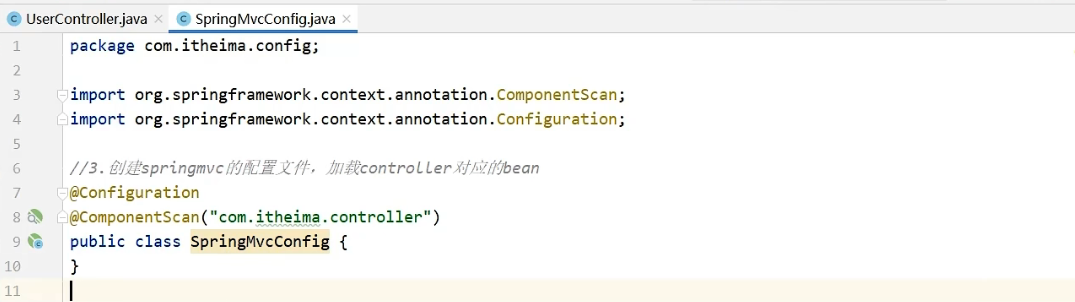 UserController.java × SpringMvcConfig.java ×
1 package com.itheima.config;
2
3 import org.springframework.context.annotation.ComponentScan;
4 import org.springframework.context.annotation.Configuration;
5
6 //3.创建springmvc的配置文件，加载controller对应的bean
7 @Configuration
8 @ComponentScan("com.itheima.controller")
9 public class SpringMvcConfig {
10 }
11